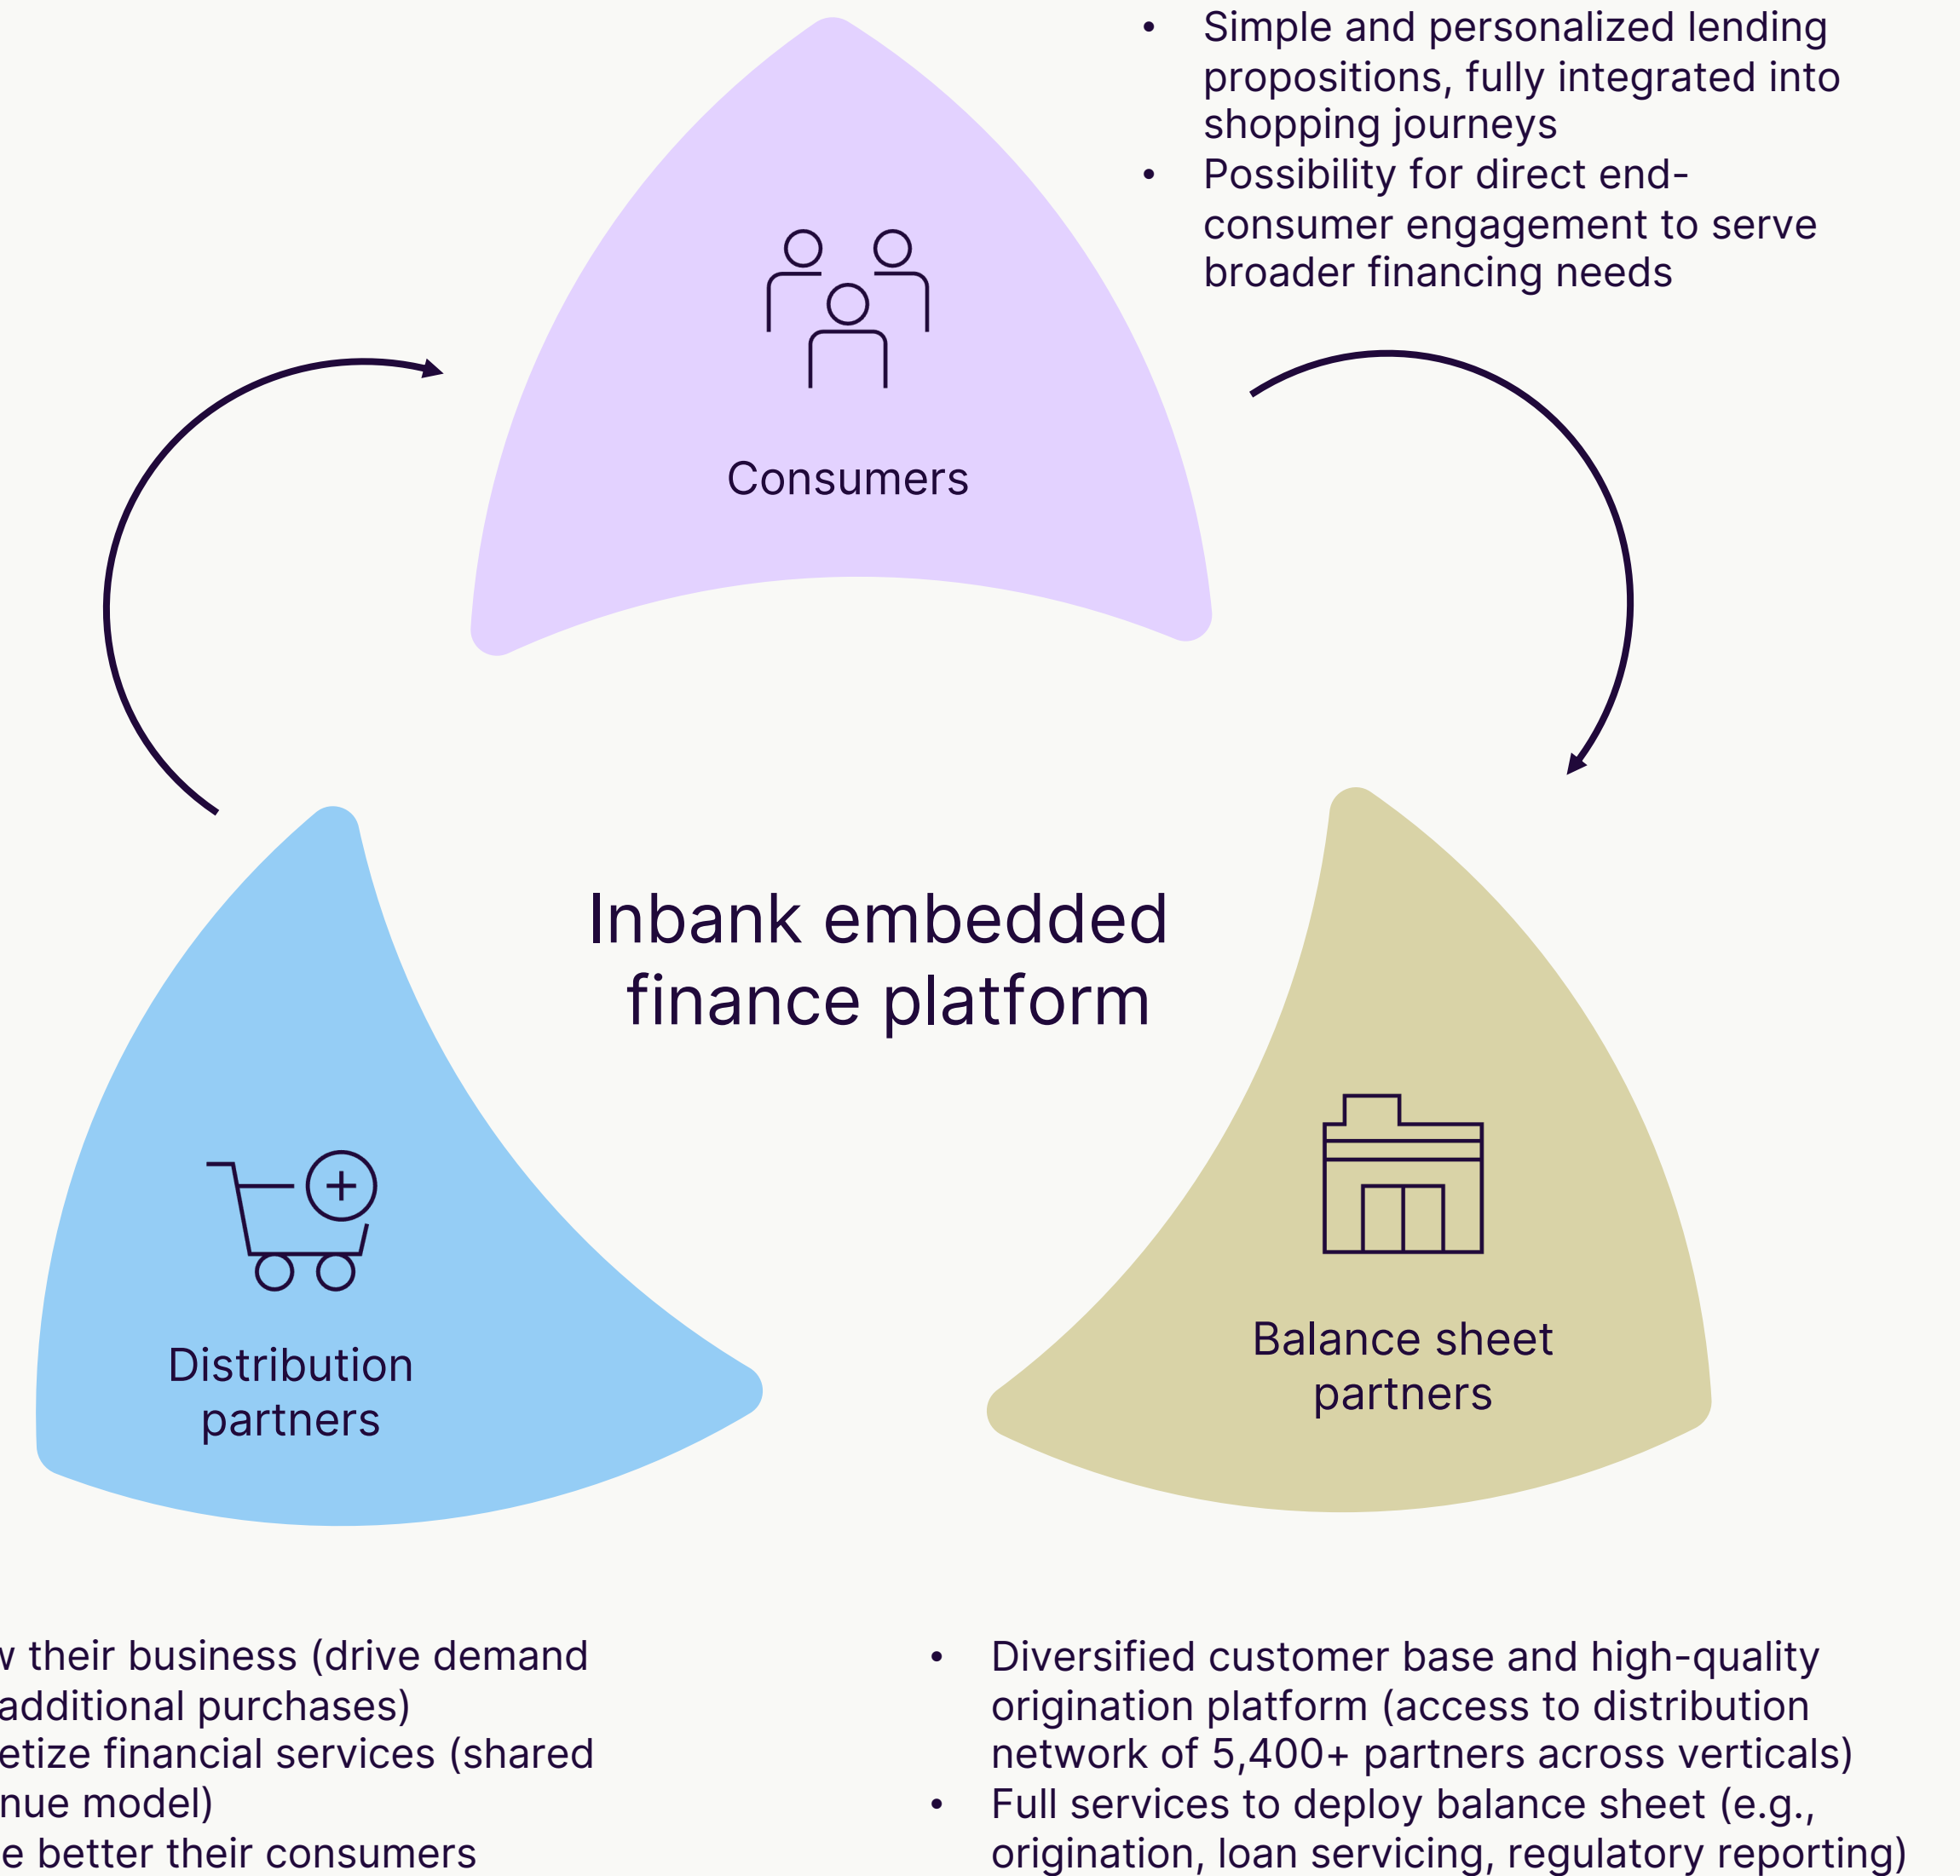 • Simple and personalized lending
propositions, fully integrated into
shopping journeys
• Possibility for direct end-
consumer engagement to serve
broader financing needs
Consumers
Inbank embedded
finance platform
Distribution
partners
Balance sheet
partners
their business (drive demand
additional purchases)
financial services (shared
model)
better their consumers
• Diversified customer base and high-quality
origination platform (access to distribution
network of 5,400+ partners across verticals)
• Full services to deploy balance sheet (e.g.,
origination, loan servicing, regulatory reporting)